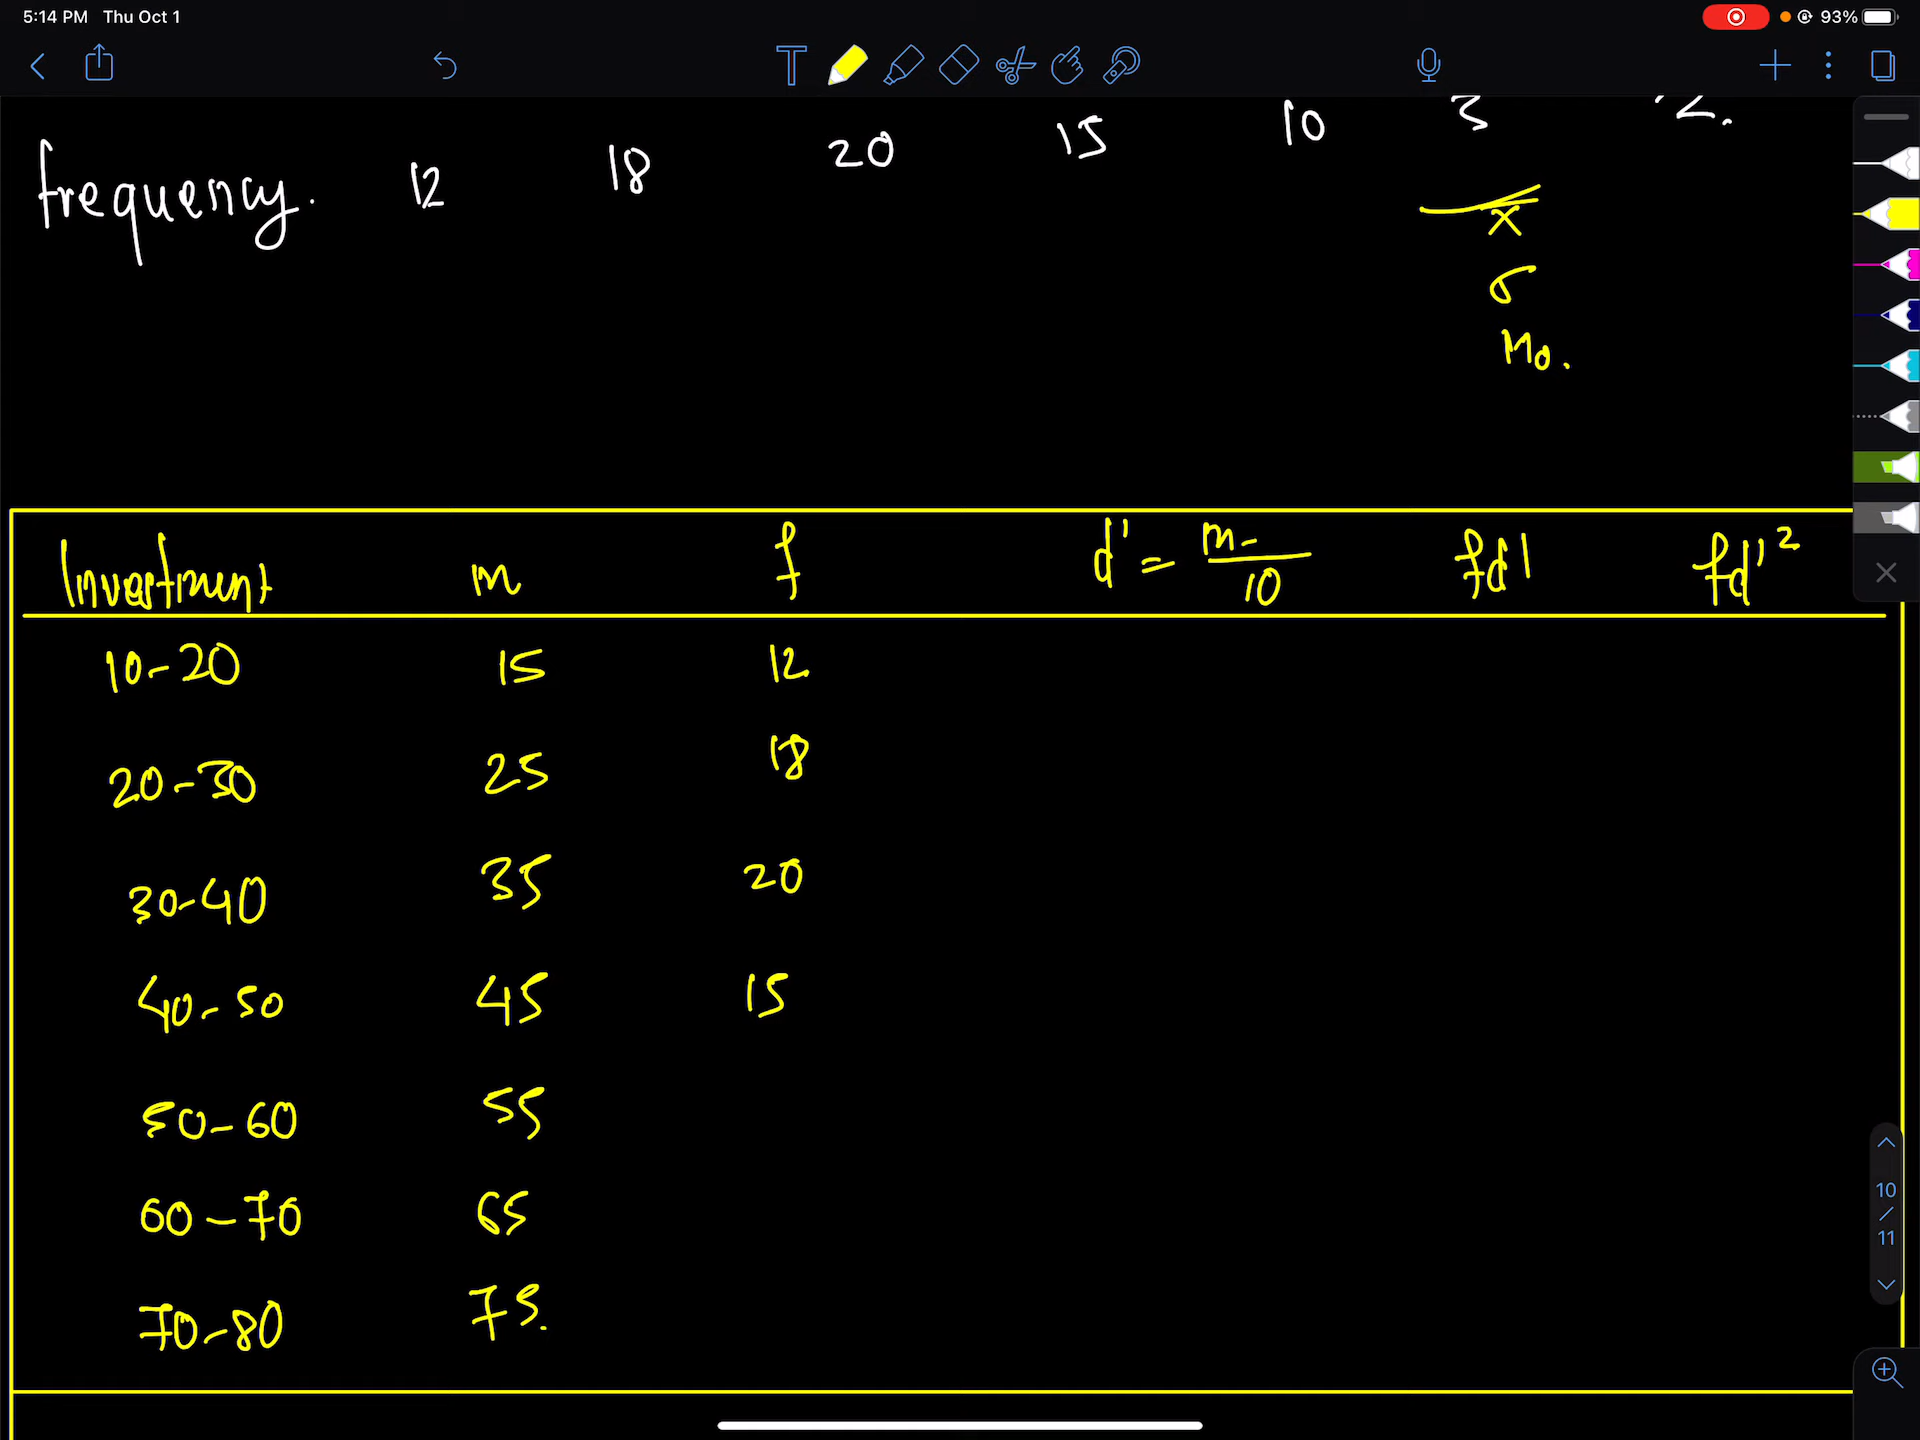 5:14 PM Thu Oct 1 93%
frequency. 12 18 20 15 10
x
σ
Mo.
Investment m f d' = m- / 10 fd' fd'²
10-20 15 12
20-30 25 18
30-40 35 20
40-50 45 15
50-60 55
60-70 65
70-80 75.
10
/
11